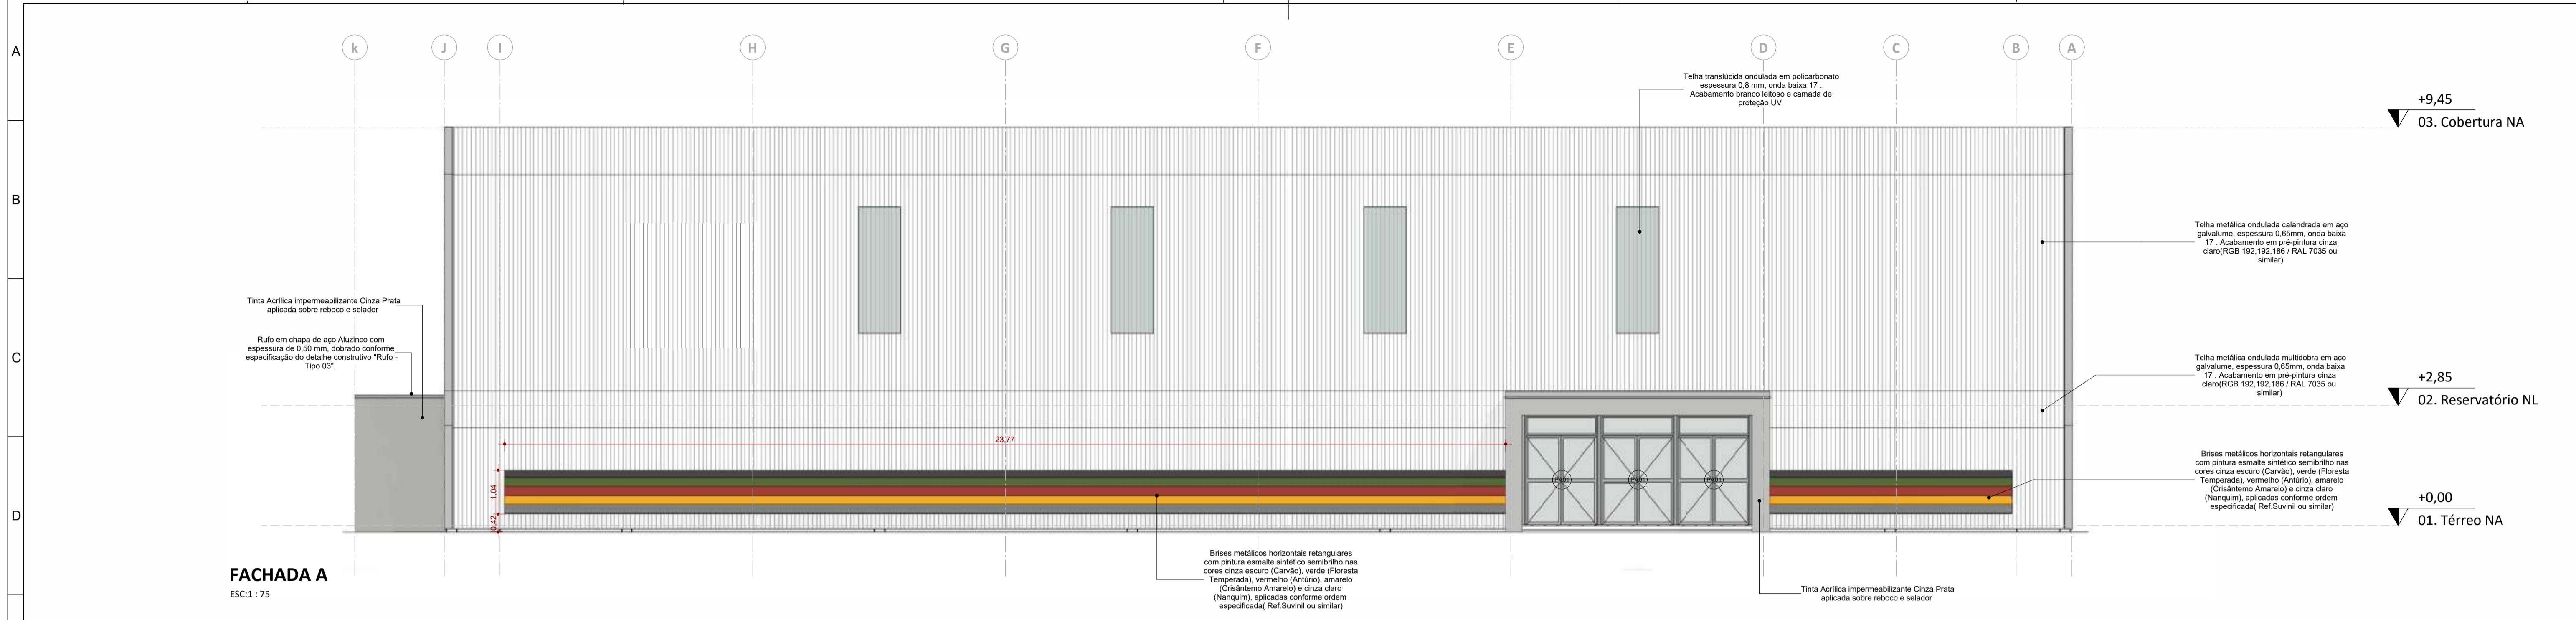 A
B
C
D
k
J
I
H
G
F
E
D
C
B
A
Telha translúcida ondulada em policarbonato
espessura 0,8 mm, onda baixa 17 .
Acabamento branco leitoso e camada de
proteção UV
+9,45
03. Cobertura NA
Telha metálica ondulada calandrada em aço
galvalume, espessura 0,65mm, onda baixa
17 . Acabamento em pré-pintura cinza
claro(RGB 192,192,186 / RAL 7035 ou
similar)
Tinta Acrílica impermeabilizante Cinza Prata
aplicada sobre reboco e selador
Rufo em chapa de aço Aluzinco com
espessura de 0,50 mm, dobrado conforme
especificação do detalhe construtivo "Rufo -
Tipo 03".
Telha metálica ondulada multidobra em aço
galvalume, espessura 0,65mm, onda baixa
17 . Acabamento em pré-pintura cinza
claro(RGB 192,192,186 / RAL 7035 ou
similar)
+2,85
02. Reservatório NL
23,77
1,04
0,42
Brises metálicos horizontais retangulares
com pintura esmalte sintético semibrilho nas
cores cinza escuro (Carvão), verde (Floresta
Temperada), vermelho (Antúrio), amarelo
(Crisântemo Amarelo) e cinza claro
(Nanquim), aplicadas conforme ordem
especificada( Ref.Suvinil ou similar)
+0,00
01. Térreo NA
Brises metálicos horizontais retangulares
com pintura esmalte sintético semibrilho nas
cores cinza escuro (Carvão), verde (Floresta
Temperada), vermelho (Antúrio), amarelo
(Crisântemo Amarelo) e cinza claro
(Nanquim), aplicadas conforme ordem
especificada( Ref.Suvinil ou similar)
Tinta Acrílica impermeabilizante Cinza Prata
aplicada sobre reboco e selador
FACHADA A
ESC:1 : 75